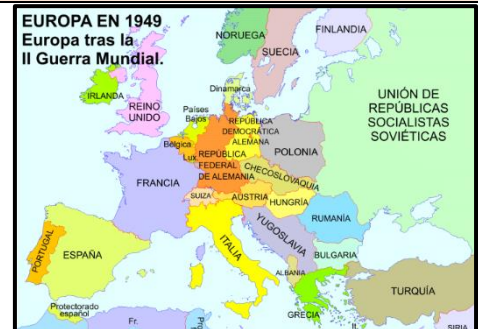 EUROPA EN 1949
Europa tras la
II Guerra Mundial.
NORUEGA
SUECIA
FINLANDIA
IRLANDA
REINO
UNIDO
Dinamarca
Países
Bajos
Bélgica
Lux.
REPÚBLICA
DEMOCRÁTICA
ALEMANA
REPÚBLICA
FEDERAL
DE ALEMANIA
POLONIA
UNIÓN DE
REPÚBLICAS
SOCIALISTAS
SOVIÉTICAS
CHECOSLOVAQUIA
FRANCIA
SUIZA
AUSTRIA
HUNGRÍA
RUMANÍA
YUGOSLAVIA
ITALIA
BULGARIA
ALBANIA
PORTUGAL
ESPAÑA
GRECIA
TURQUÍA
Protectorado
español
Fr.
It.
SIRIA